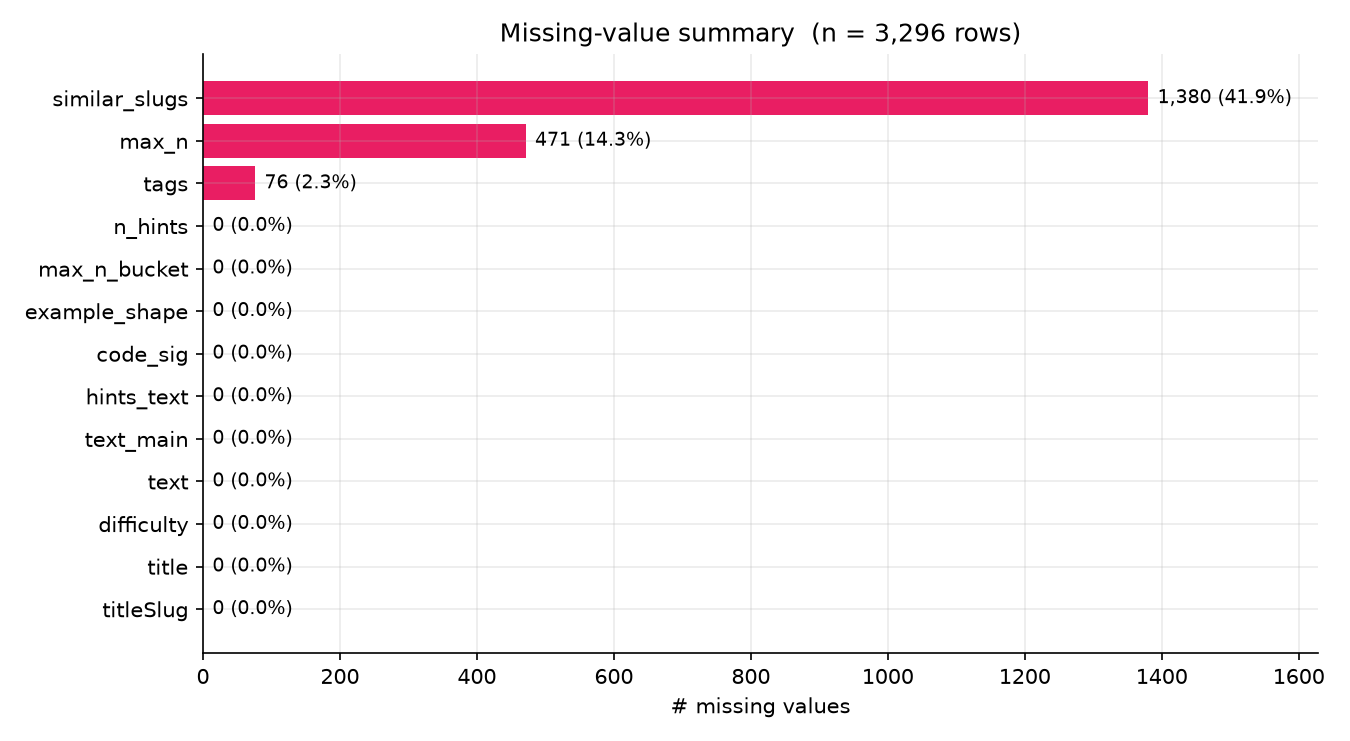 Missing-value summary (n = 3,296 rows)
similar_slugs 1,380 (41.9%)
max_n 471 (14.3%)
tags 76 (2.3%)
n_hints 0 (0.0%)
max_n_bucket 0 (0.0%)
example_shape 0 (0.0%)
code_sig 0 (0.0%)
hints_text 0 (0.0%)
text_main 0 (0.0%)
text 0 (0.0%)
difficulty 0 (0.0%)
title 0 (0.0%)
titleSlug 0 (0.0%)
0 200 400 600 800 1000 1200 1400 1600
# missing values